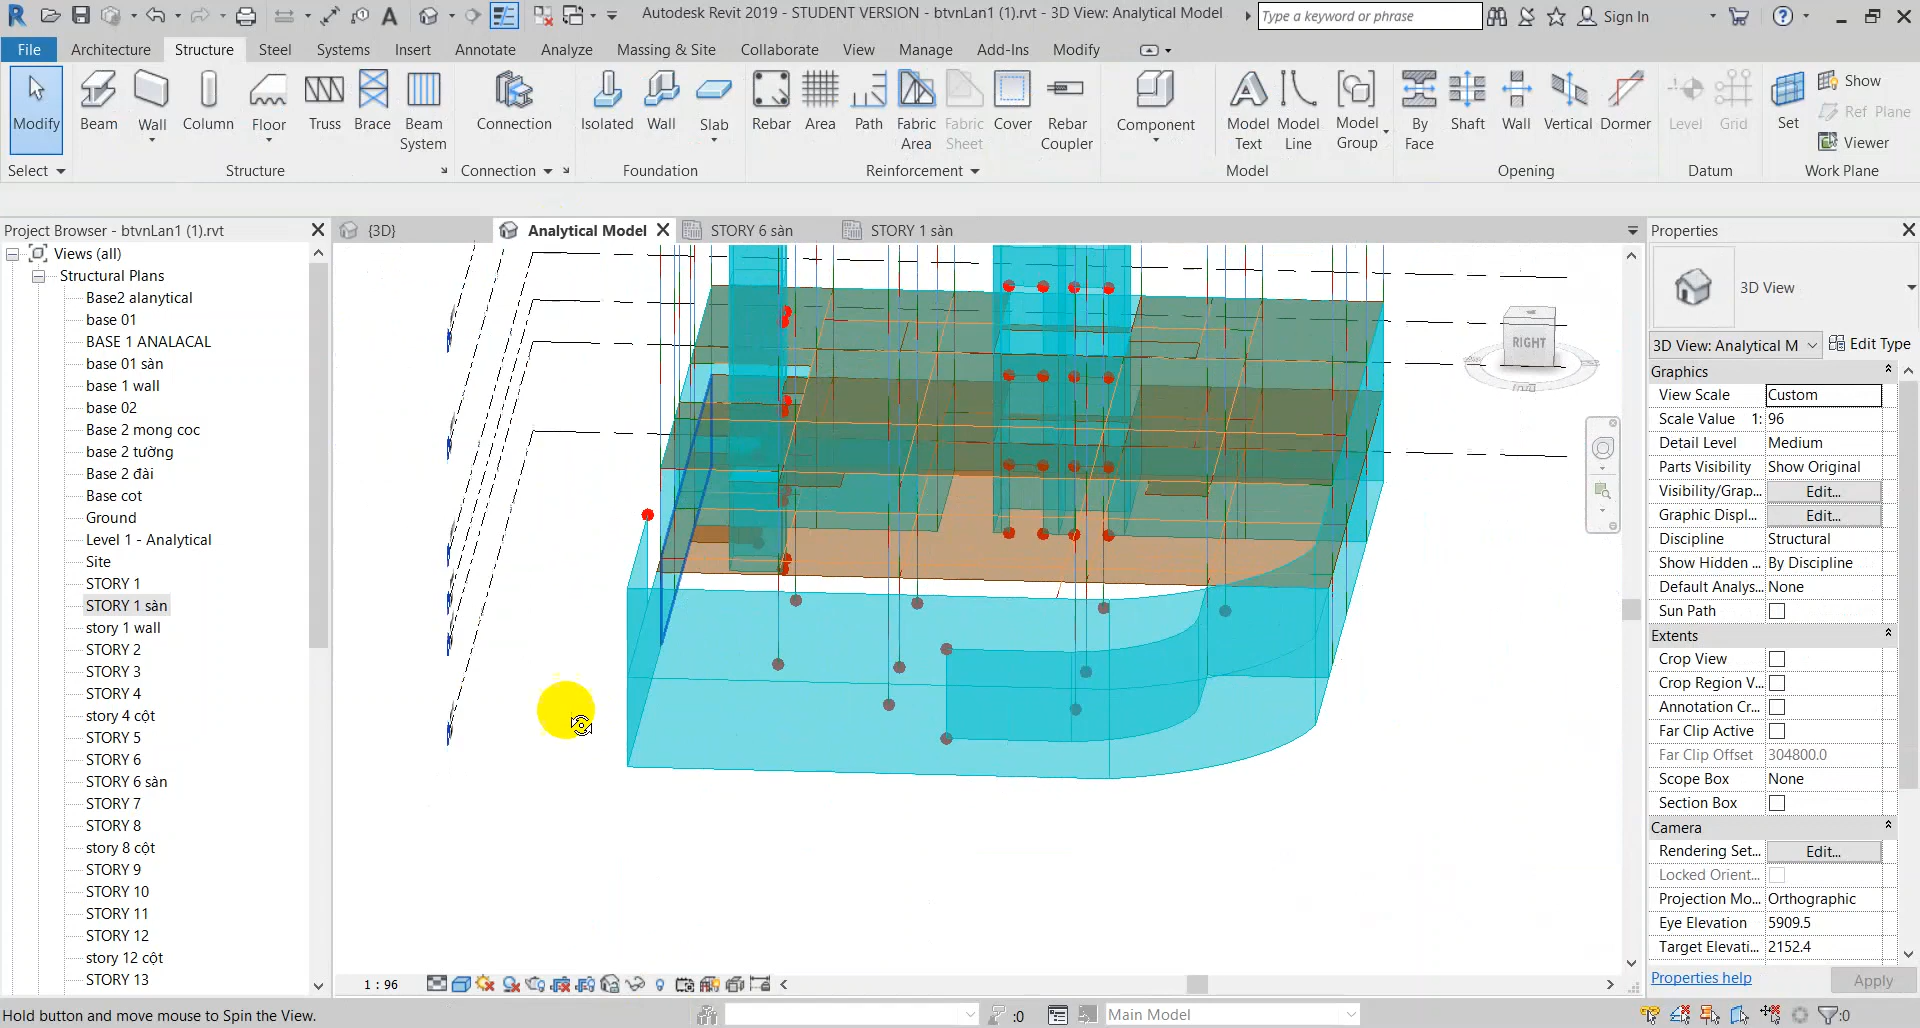 Autodesk Revit 2019 - STUDENT VERSION - btvnLan1 (1).rvt - 3D View: Analytical Model
Type a keyword or phrase
Sign In
File Architecture Structure Steel Systems Insert Annotate Analyze Massing & Site Collaborate View Manage Add-Ins Modify
Modify Beam Wall Column Floor Truss Brace Beam System Connection Isolated Wall Slab Rebar Area Path Fabric Area Fabric Sheet Cover Rebar Coupler Component Model Text Model Line Model Group By Face Shaft Wall Vertical Dormer Level Grid Set Show Ref Plane Viewer
Select Structure Connection Foundation Reinforcement Model Opening Datum Work Plane
Project Browser - btvnLan1 (1).rvt
{3D} Analytical Model STORY 6 sàn STORY 1 sàn
Views (all)
Structural Plans
Base2 alanytical
base 01
BASE 1 ANALACAL
base 01 sàn
base 1 wall
base 02
Base 2 mong coc
base 2 tường
Base 2 đài
Base cot
Ground
Level 1 - Analytical
Site
STORY 1
STORY 1 sàn
story 1 wall
STORY 2
STORY 3
STORY 4
story 4 cột
STORY 5
STORY 6
STORY 6 sàn
STORY 7
STORY 8
story 8 cột
STORY 9
STORY 10
STORY 11
STORY 12
story 12 cột
STORY 13
RIGHT
Properties
3D View
3D View: Analytical M Edit Type
Graphics
View Scale Custom
Scale Value 1: 96
Detail Level Medium
Parts Visibility Show Original
Visibility/Grap... Edit...
Graphic Displ... Edit...
Discipline Structural
Show Hidden ... By Discipline
Default Analys... None
Sun Path
Extents
Crop View
Crop Region V...
Annotation Cr...
Far Clip Active
Far Clip Offset 304800.0
Scope Box None
Section Box
Camera
Rendering Set... Edit...
Locked Orient...
Projection Mo... Orthographic
Eye Elevation 5909.5
Target Elevati... 2152.4
Properties help Apply
1 : 96
Hold button and move mouse to Spin the View.
:0
Main Model
:0